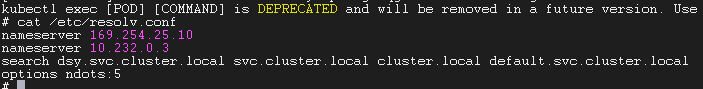 kubectl exec [POD] [COMMAND] is DEPRECATED and will be removed in a future version. Use
# cat /etc/resolv.conf
nameserver 169.254.25.10
nameserver 10.232.0.3
search dsy.svc.cluster.local svc.cluster.local cluster.local default.svc.cluster.local
options ndots:5
#